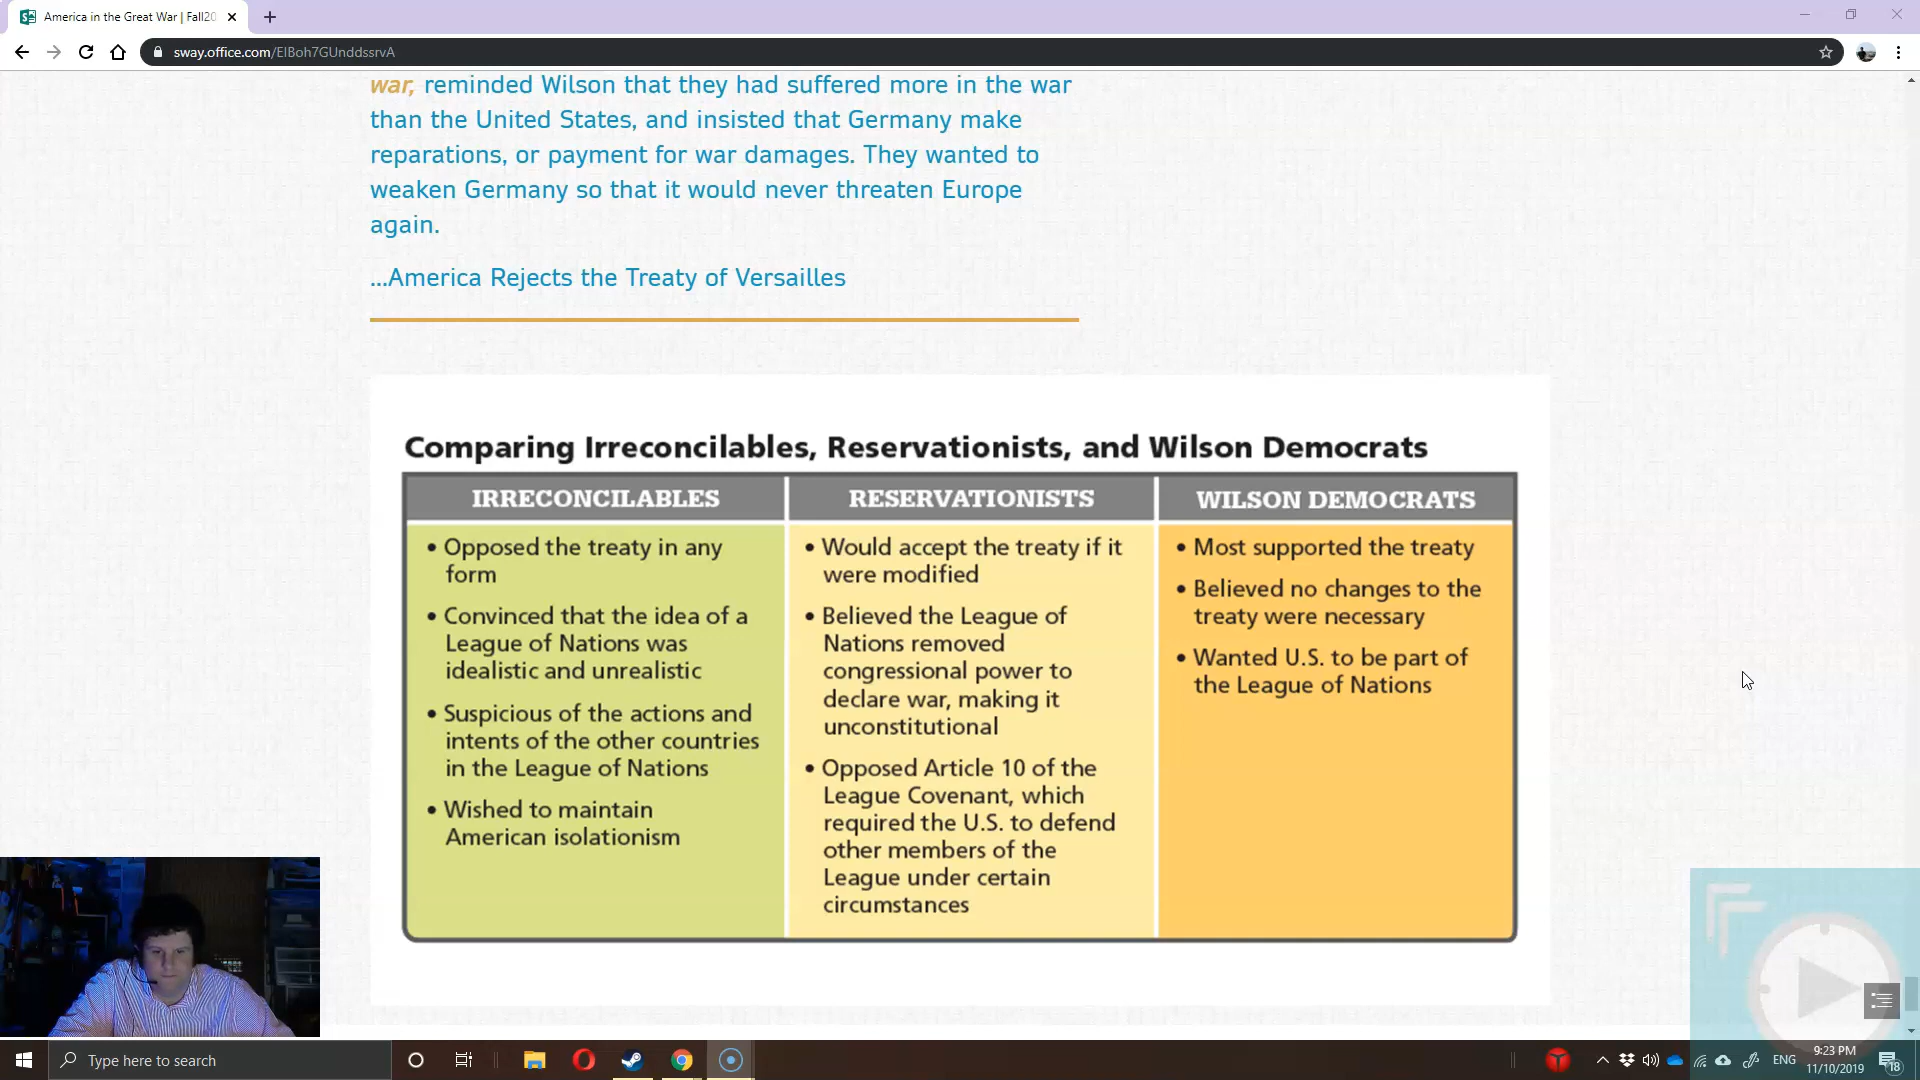 America in the Great War | Fall20
sway.office.com/EIBoh7GUnddssrvA
war, reminded Wilson that they had suffered more in the war
than the United States, and insisted that Germany make
reparations, or payment for war damages. They wanted to
weaken Germany so that it would never threaten Europe
again.
...America Rejects the Treaty of Versailles
Comparing Irreconcilables, Reservationists, and Wilson Democrats
IRRECONCILABLES
• Opposed the treaty in any
form
• Convinced that the idea of a
League of Nations was
idealistic and unrealistic
• Suspicious of the actions and
intents of the other countries
in the League of Nations
• Wished to maintain
American isolationism
RESERVATIONISTS
• Would accept the treaty if it
were modified
• Believed the League of
Nations removed
congressional power to
declare war, making it
unconstitutional
• Opposed Article 10 of the
League Covenant, which
required the U.S. to defend
other members of the
League under certain
circumstances
WILSON DEMOCRATS
• Most supported the treaty
• Believed no changes to the
treaty were necessary
• Wanted U.S. to be part of
the League of Nations
Type here to search
ENG
9:23 PM
11/10/2019
18